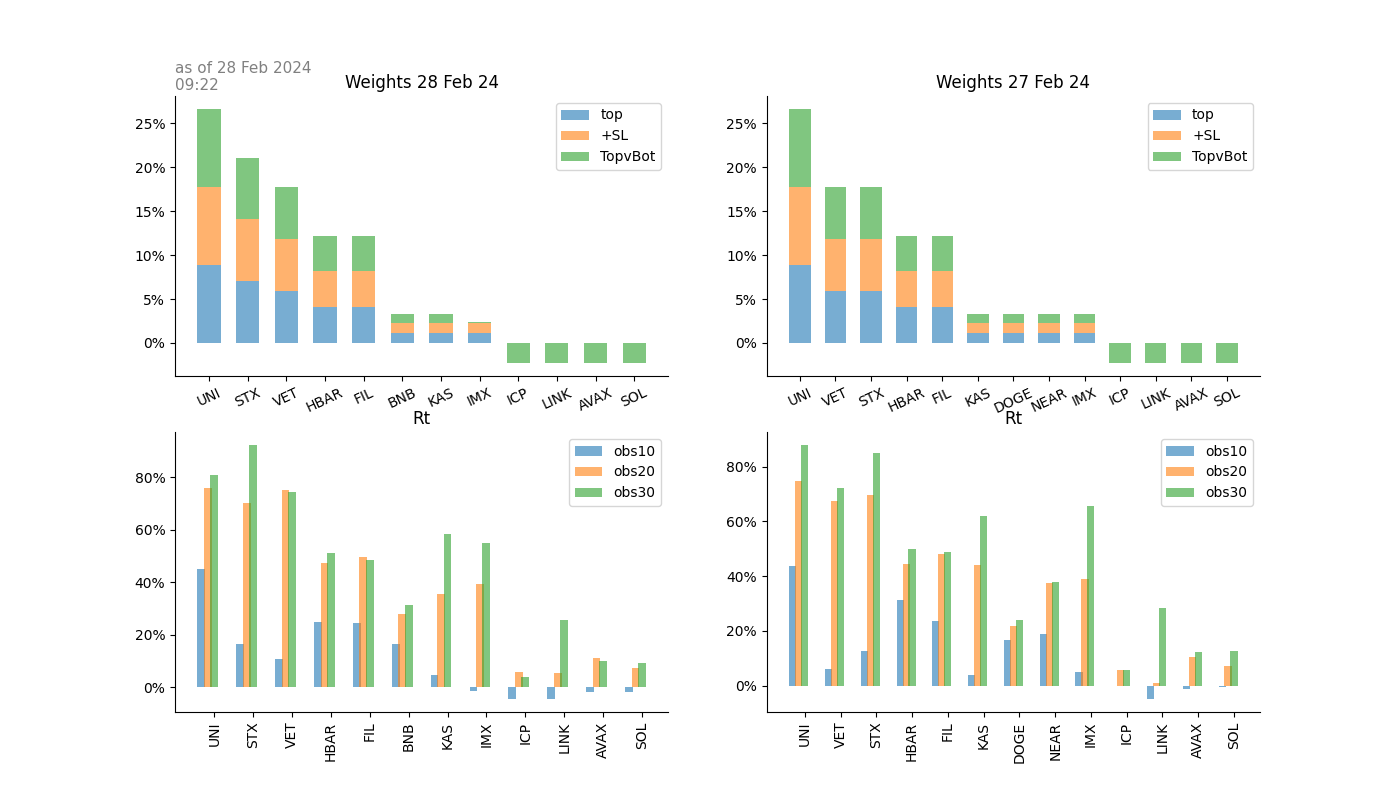 as of 28 Feb 2024
09:22
Weights 28 Feb 24
25%
20%
15%
10%
5%
0%
top
+SL
TopvBot
UNI STX VET HBAR FIL BNB KAS IMX ICP LINK AVAX SOL
Weights 27 Feb 24
25%
20%
15%
10%
5%
0%
top
+SL
TopvBot
UNI VET STX HBAR FIL KAS DOGE NEAR IMX ICP LINK AVAX SOL
Rt
80%
60%
40%
20%
0%
obs10
obs20
obs30
UNI STX VET HBAR FIL BNB KAS IMX ICP LINK AVAX SOL
Rt
80%
60%
40%
20%
0%
obs10
obs20
obs30
UNI VET STX HBAR FIL KAS DOGE NEAR IMX ICP LINK AVAX SOL